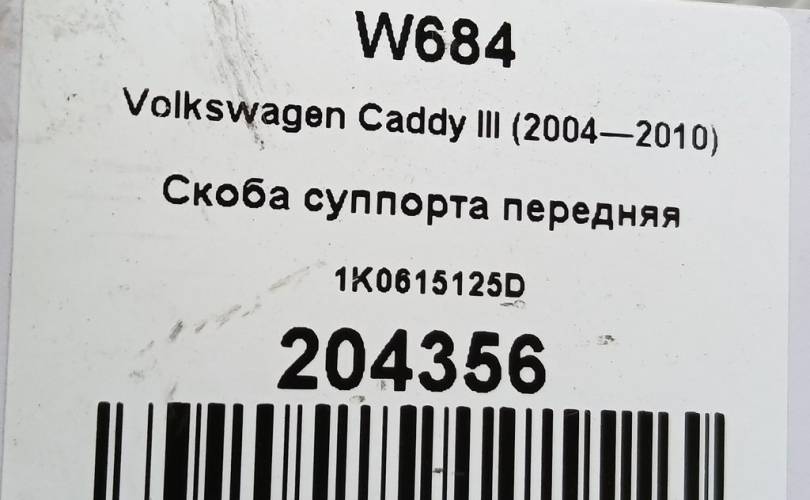 W684
Volkswagen Caddy III (2004—2010)
Скоба суппорта передняя
1K0615125D
204356